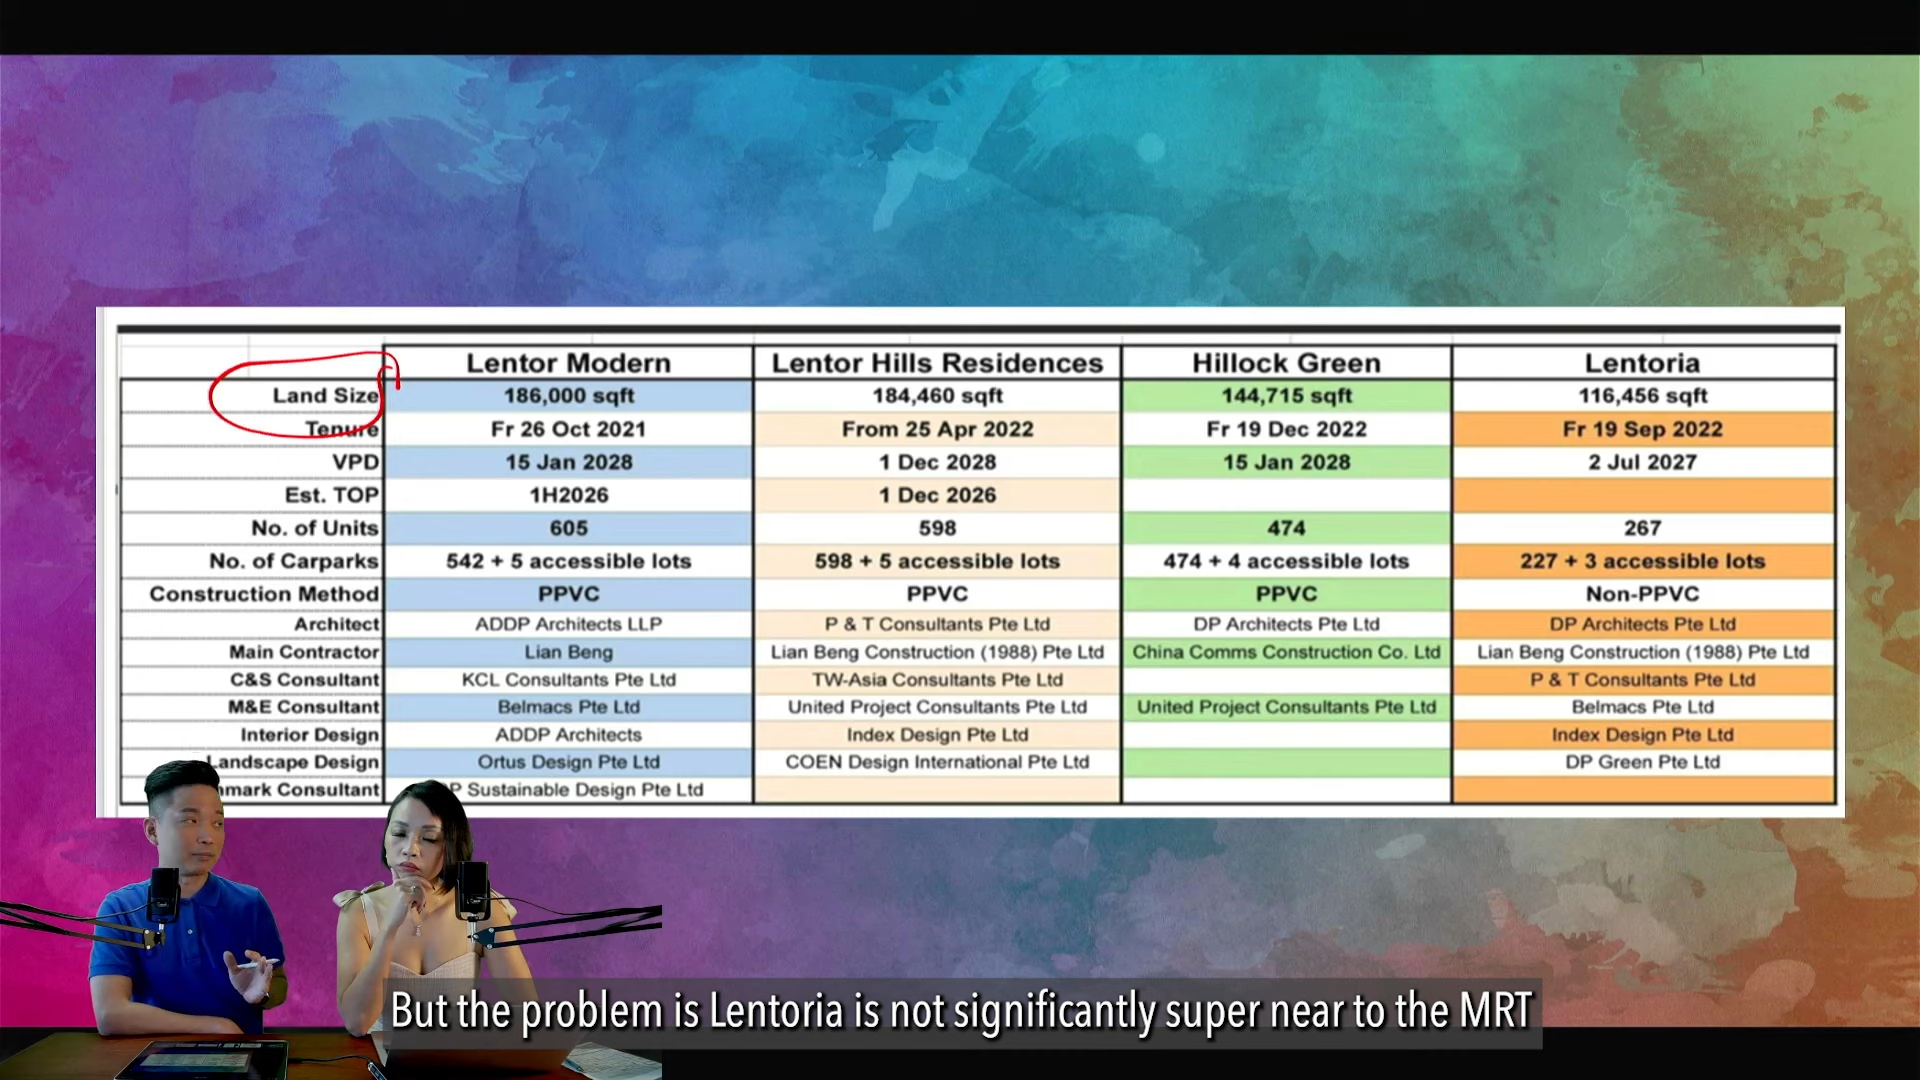 Lentor Modern Lentor Hills Residences Hillock Green Lentoria
Land Size 186,000 sqft 184,460 sqft 144,715 sqft 116,456 sqft
Tenure Fr 26 Oct 2021 From 25 Apr 2022 Fr 19 Dec 2022 Fr 19 Sep 2022
VPD 15 Jan 2028 1 Dec 2028 15 Jan 2028 2 Jul 2027
Est. TOP 1H2026 1 Dec 2026
No. of Units 605 598 474 267
No. of Carparks 542 + 5 accessible lots 598 + 5 accessible lots 474 + 4 accessible lots 227 + 3 accessible lots
Construction Method PPVC PPVC PPVC Non-PPVC
Architect ADDP Architects LLP P & T Consultants Pte Ltd DP Architects Pte Ltd DP Architects Pte Ltd
Main Contractor Lian Beng Lian Beng Construction (1988) Pte Ltd China Comms Construction Co. Ltd Lian Beng Construction (1988) Pte Ltd
C&S Consultant KCL Consultants Pte Ltd TW-Asia Consultants Pte Ltd P & T Consultants Pte Ltd
M&E Consultant Belmacs Pte Ltd United Project Consultants Pte Ltd United Project Consultants Pte Ltd Belmacs Pte Ltd
Interior Design ADDP Architects Index Design Pte Ltd Index Design Pte Ltd
Landscape Design Ortus Design Pte Ltd COEN Design International Pte Ltd DP Green Pte Ltd
Consultant Sustainable Design Pte Ltd
But the problem is Lentoria is not significantly super near to the MRT